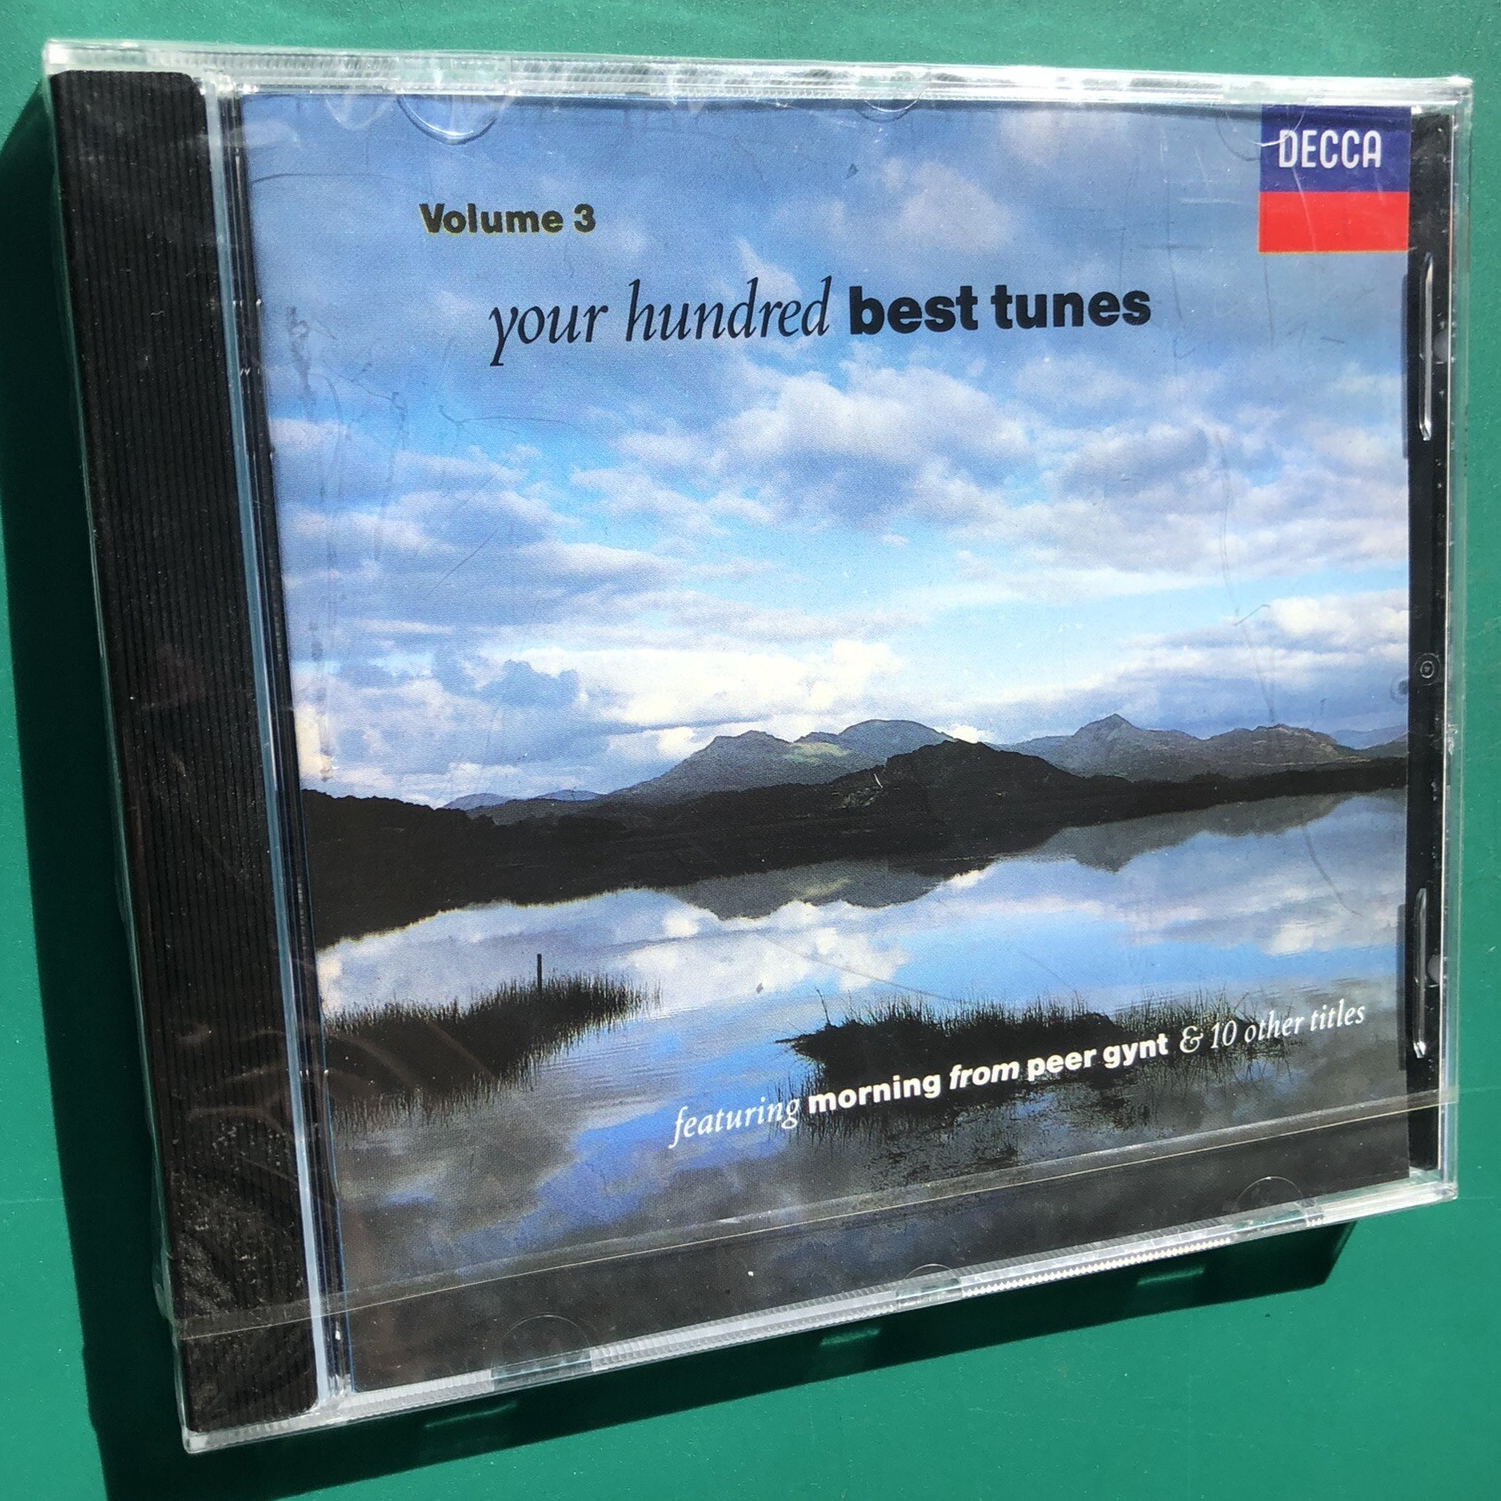 DECCA
Volume 3
your hundred best tunes
featuring morning from peer gynt & 10 other titles